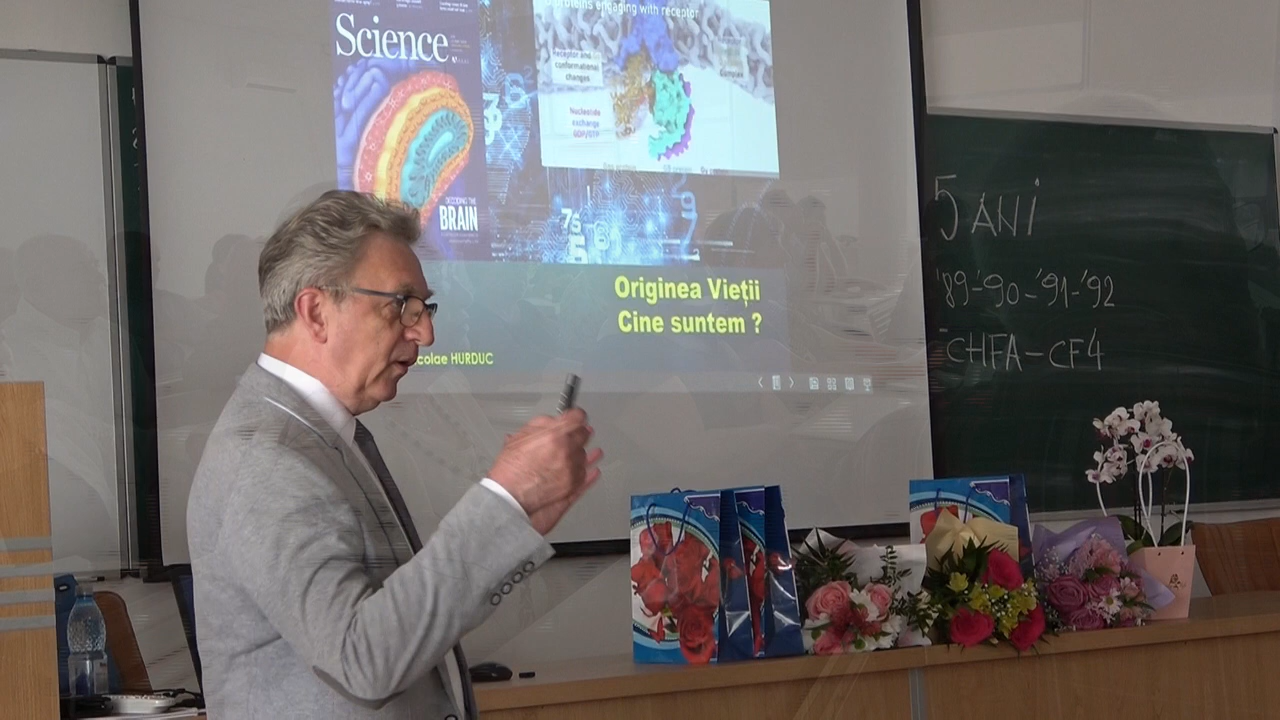 Science
DECODING THE
BRAIN
proteins engaging with receptor
Receptor and
conformational
changes
Complex
Nucleotide
exchange
GDP/GTP
Originea Vieții
Cine suntem ?
colae HURDUC
5 ANI
'89-'90-'91-'92
CHFA-CF4